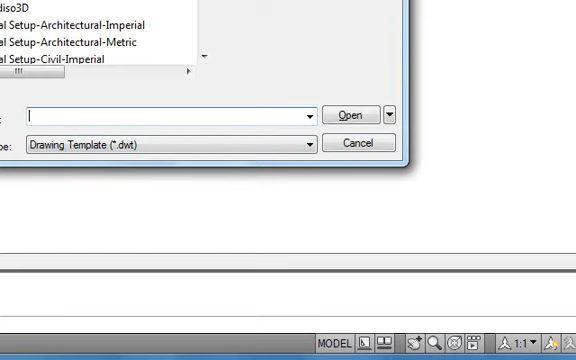 diso3D
al Setup-Architectural-Imperial
al Setup-Architectural-Metric
al Setup-Civil-Imperial
:
Open
pe:
Drawing Template (*.dwt)
Cancel
MODEL
1:1